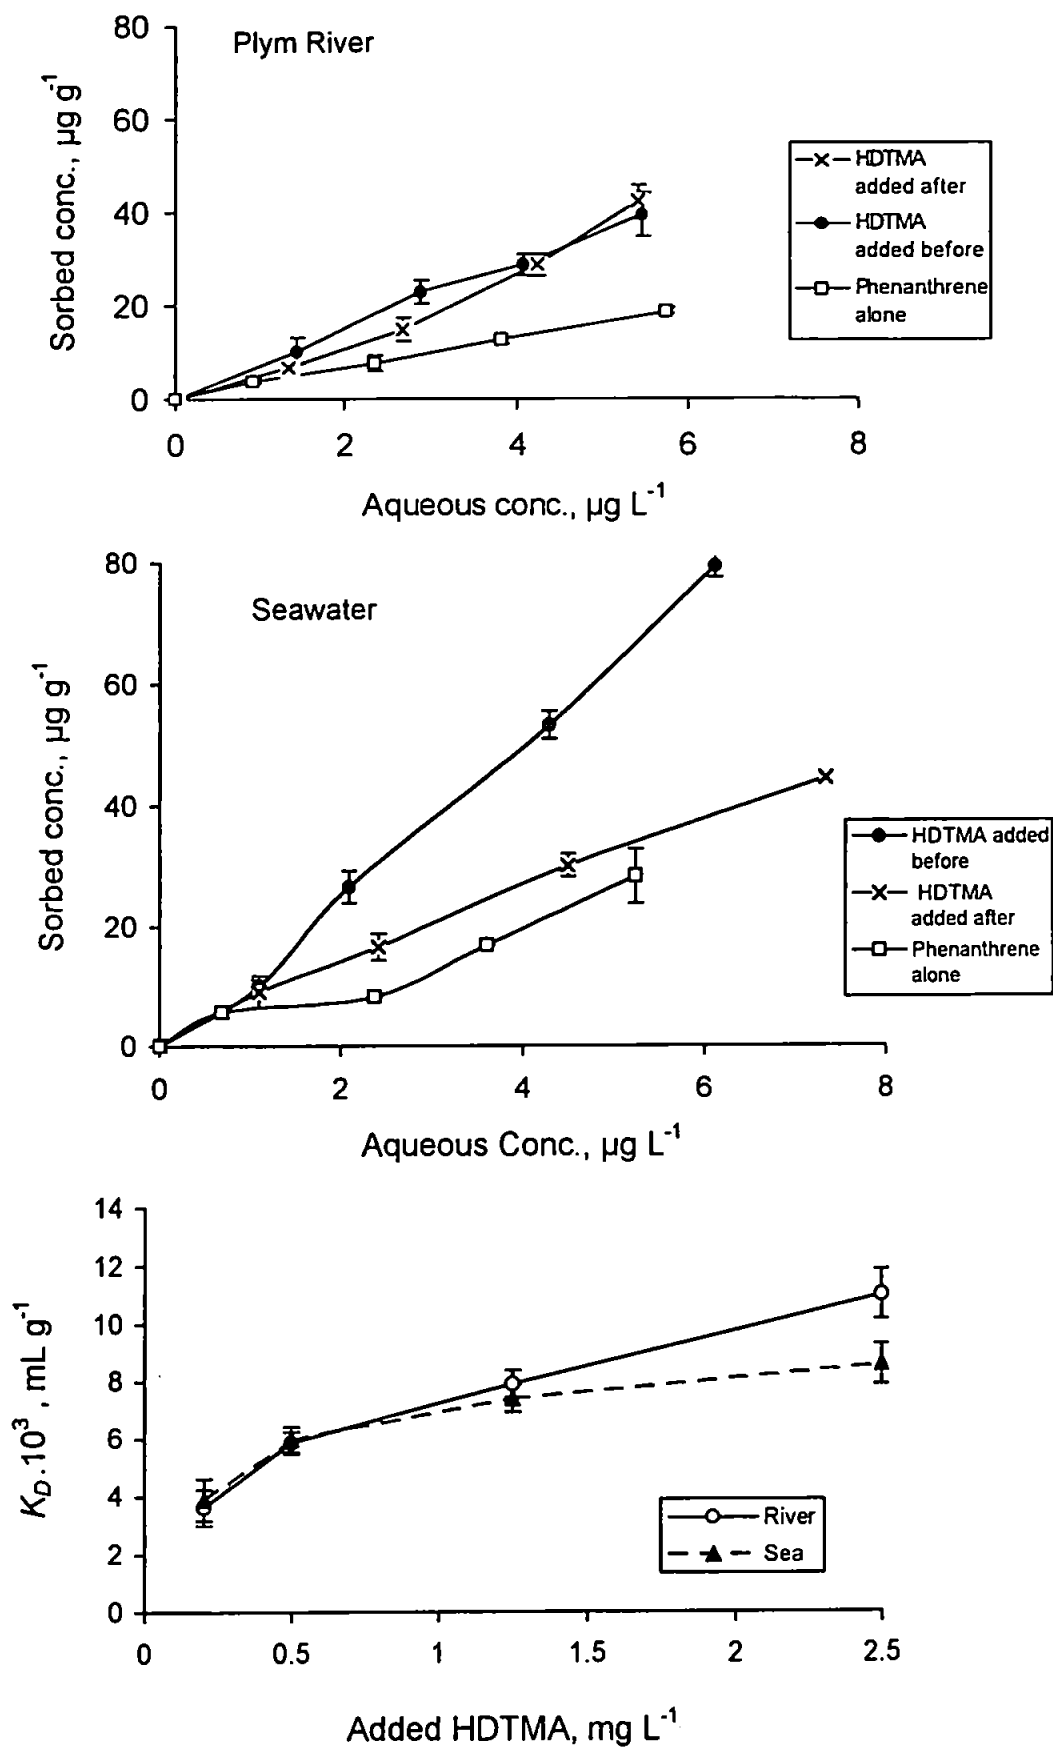 Plym River
80
60
40
20
0
Sorbed conc., µg g⁻¹
0 2 4 6 8
Aqueous conc., µg L⁻¹
HDTMA
added after
HDTMA
added before
Phenanthrene
alone
Seawater
80
60
40
20
0
Sorbed conc., µg g⁻¹
0 2 4 6 8
Aqueous Conc., µg L⁻¹
HDTMA added
before
HDTMA
added after
Phenanthrene
alone
14
12
10
8
6
4
2
0
K_D.10³, mL g⁻¹
0 0.5 1 1.5 2 2.5
Added HDTMA, mg L⁻¹
River
Sea